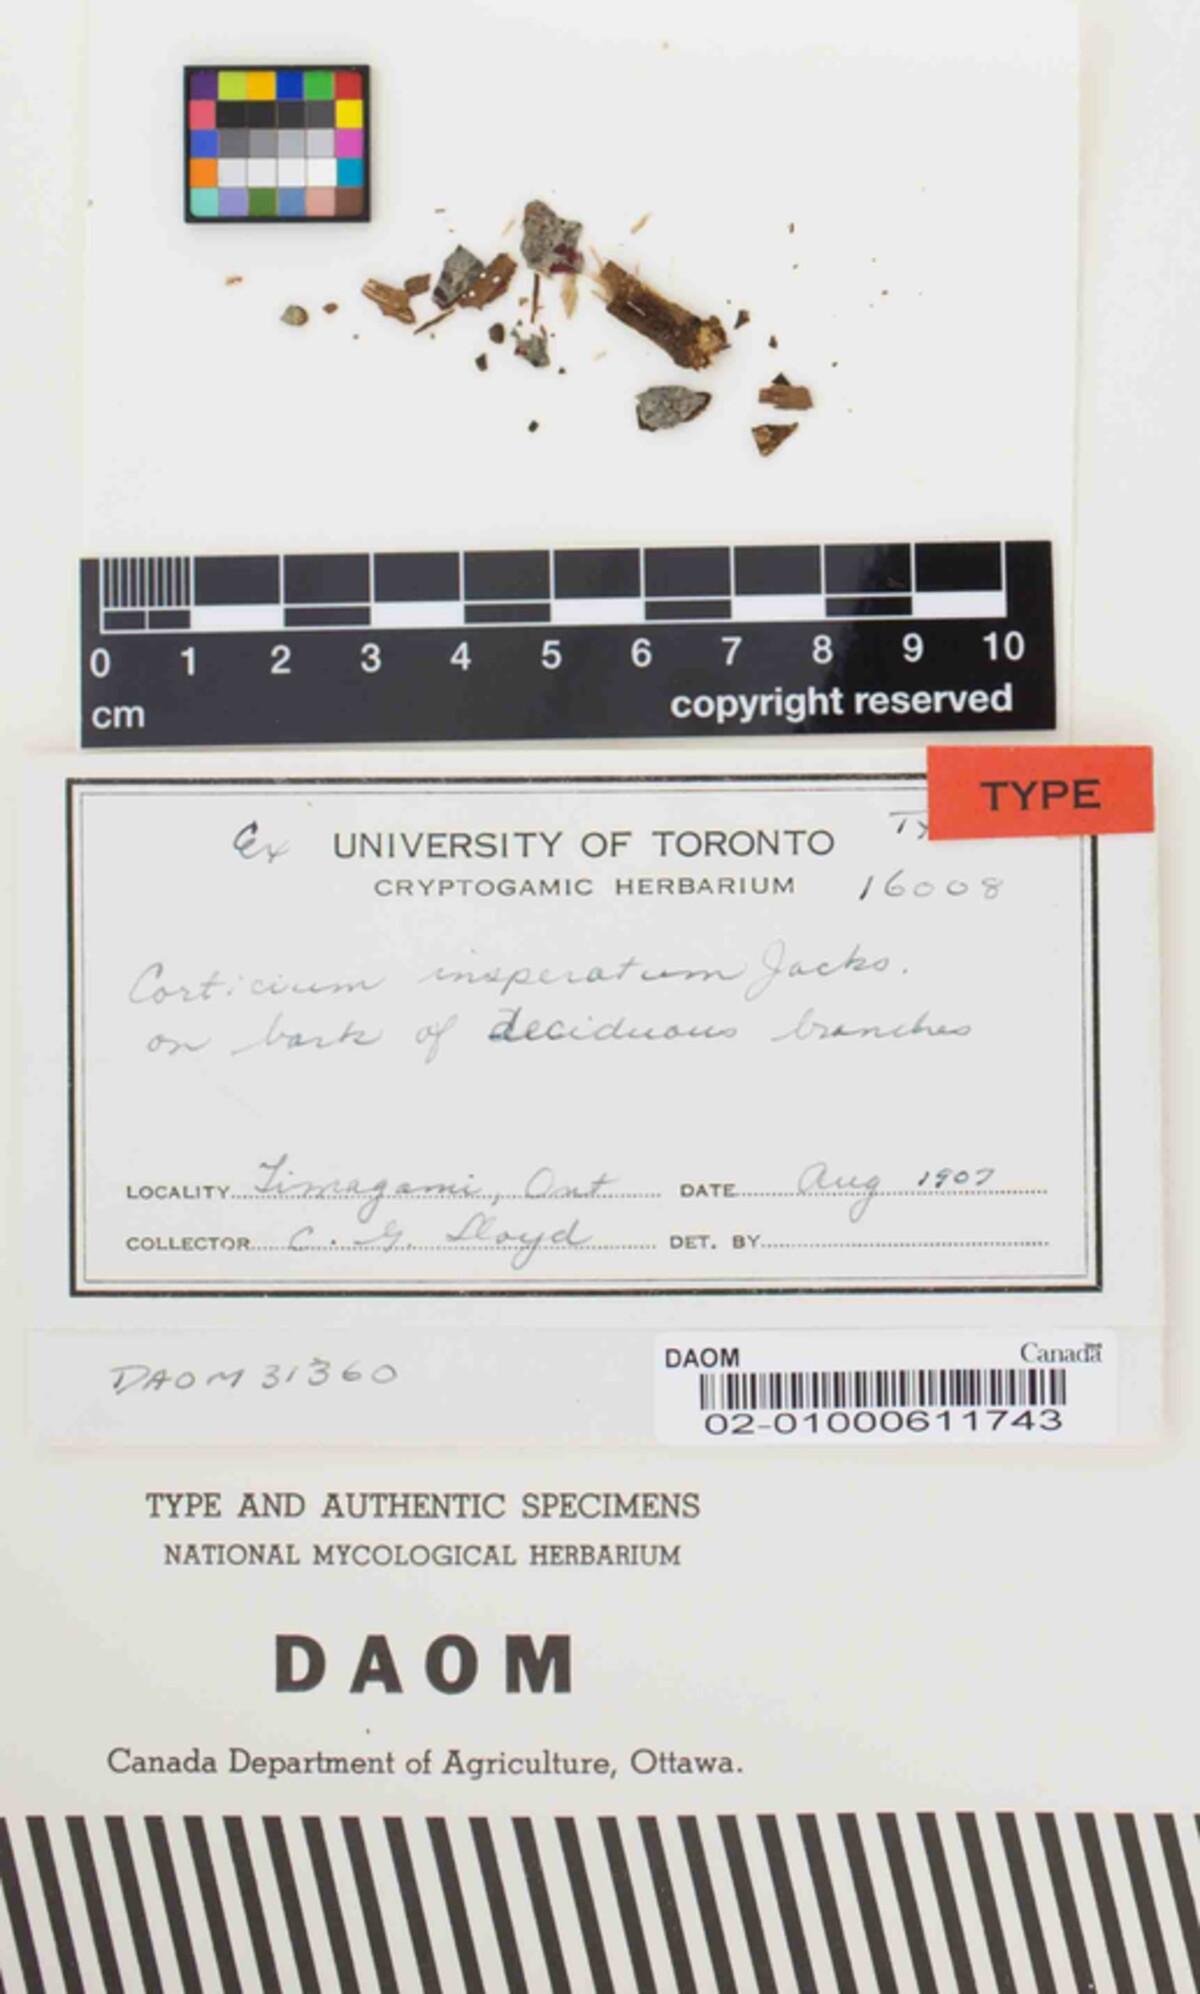 0 1 2 3 4 5 6 7 8 9 10
cm copyright reserved
TYPE
Ex UNIVERSITY OF TORONTO
CRYPTOGAMIC HERBARIUM 16008
Corticium insperatum Jacks.
on bark of deciduous branches
LOCALITY Timagami, Ont DATE Aug 1907
COLLECTOR C. G. Lloyd DET. BY
DAOM 31360
DAOM Canada
02-01000611743
TYPE AND AUTHENTIC SPECIMENS
NATIONAL MYCOLOGICAL HERBARIUM
DAOM
Canada Department of Agriculture, Ottawa.